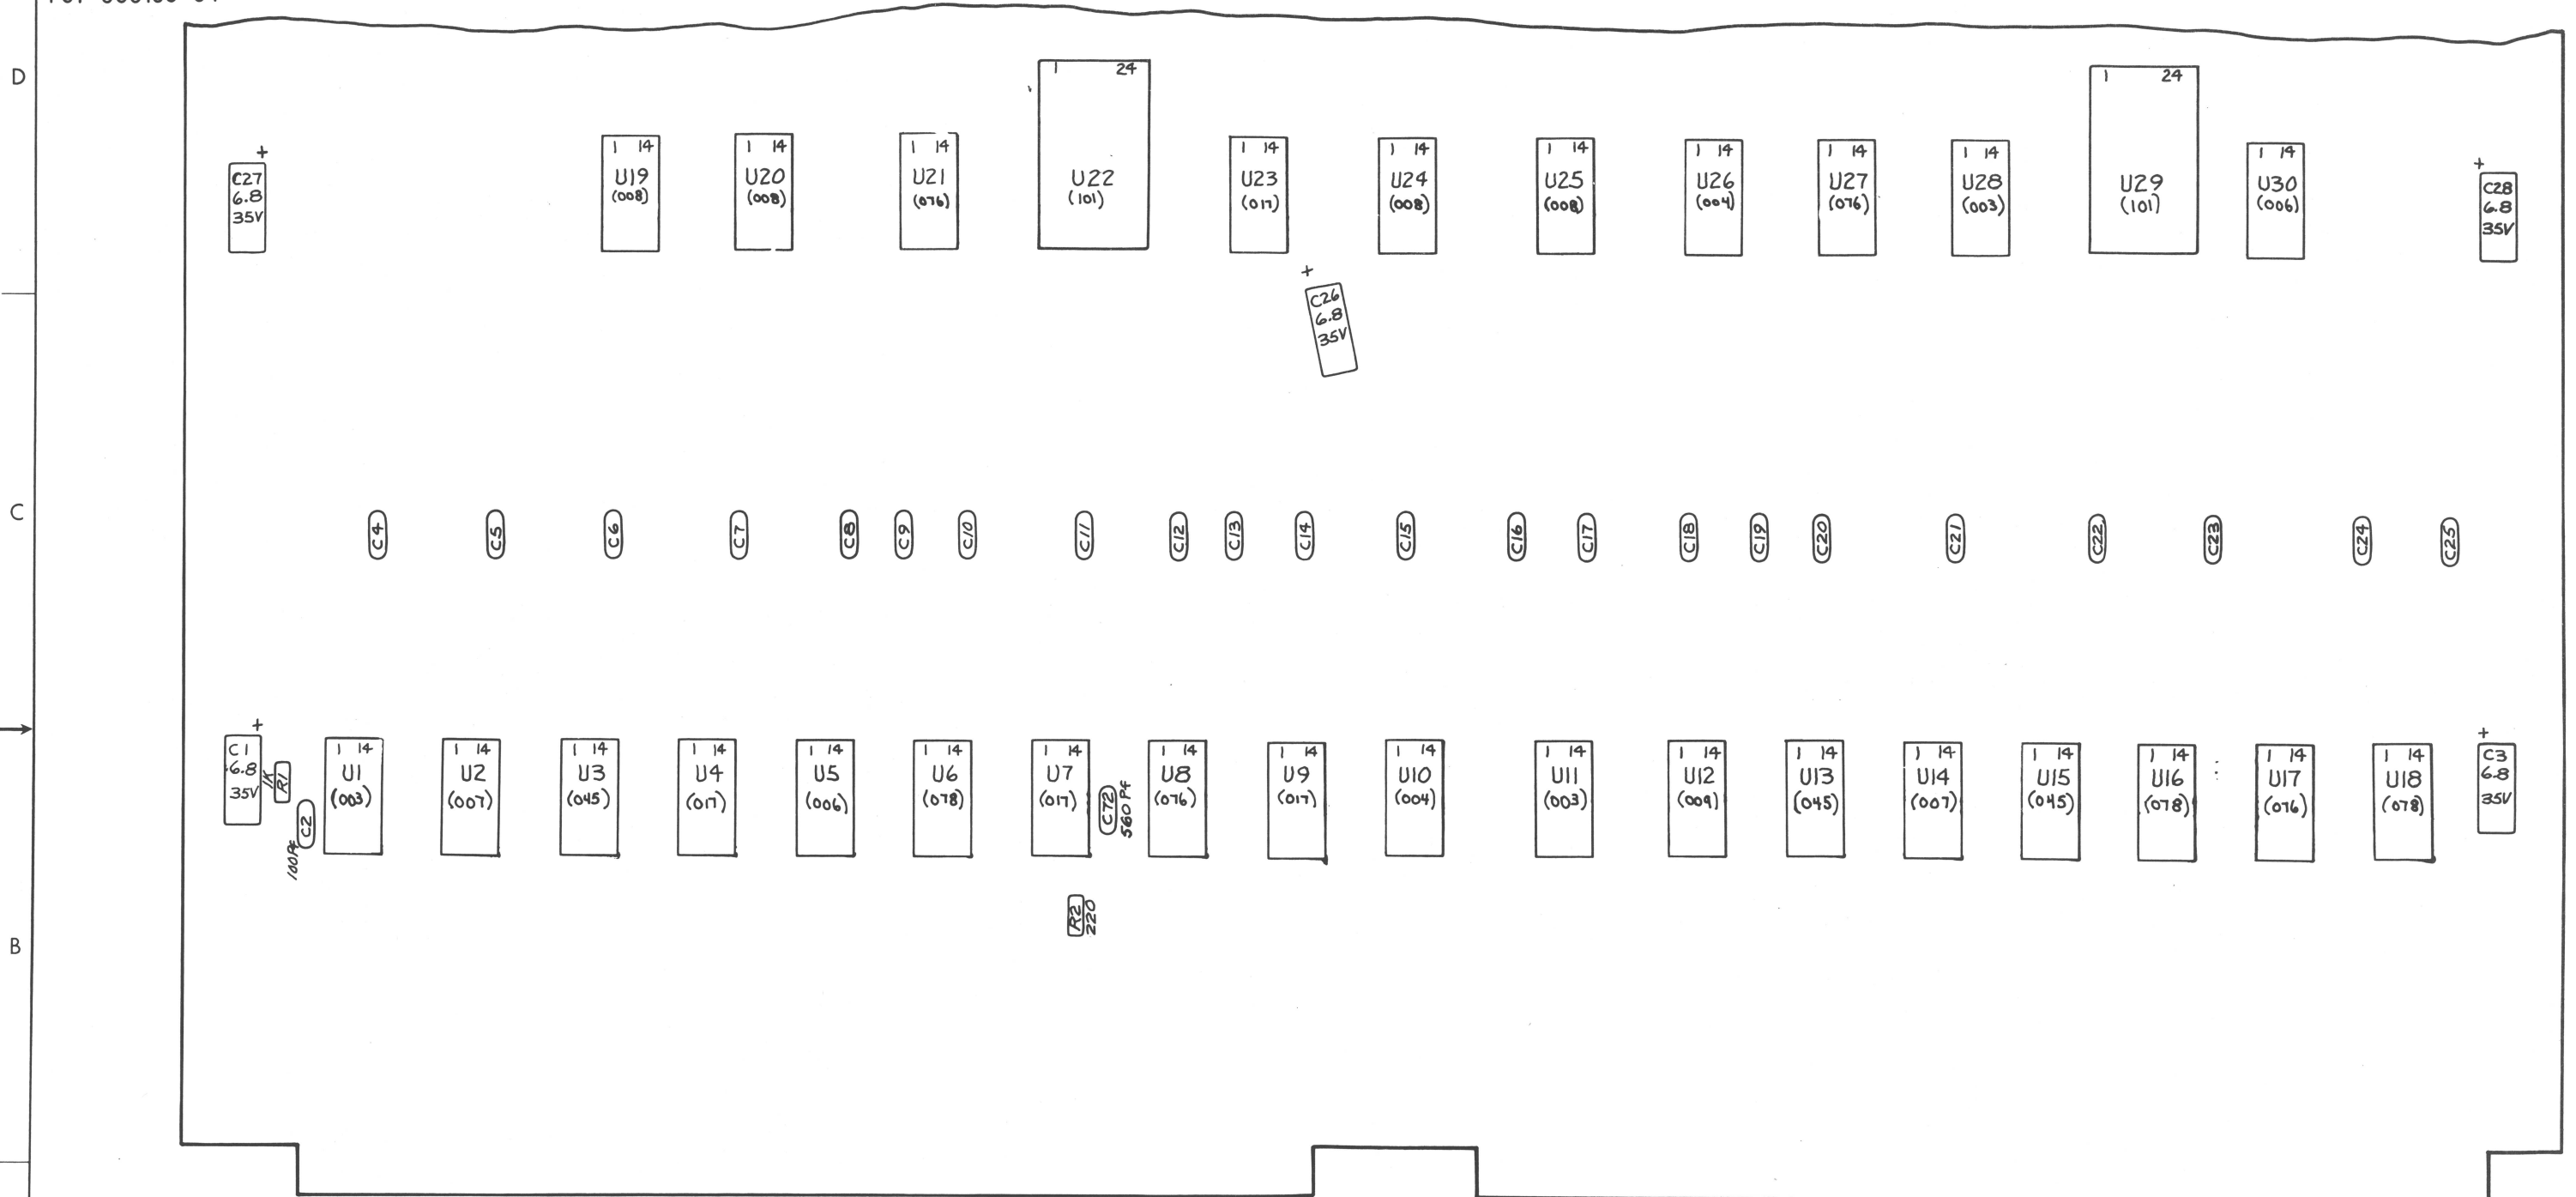 D
1 24
1 24
+
C27
6.8
35V
1 14
U19
(008)
1 14
U20
(008)
1 14
U21
(076)
U22
(101)
1 14
U23
(017)
1 14
U24
(008)
1 14
U25
(008)
1 14
U26
(004)
1 14
U27
(076)
1 14
U28
(003)
U29
(101)
1 14
U30
(006)
+
C28
6.8
35V
+
C26
6.8
35V
C
C4
C5
C6
C7
C8
C9
C10
C11
C12
C13
C14
C15
C16
C17
C18
C19
C20
C21
C22
C23
C24
C25
+
C1
6.8
35V
1K
R1
C2
100Pf
1 14
U1
(003)
1 14
U2
(007)
1 14
U3
(045)
1 14
U4
(017)
1 14
U5
(006)
1 14
U6
(078)
1 14
U7
(017)
C72
560 Pf
1 14
U8
(076)
1 14
U9
(017)
1 14
U10
(004)
1 14
U11
(003)
1 14
U12
(009)
1 14
U13
(045)
1 14
U14
(007)
1 14
U15
(045)
1 14
U16
(078)
1 14
U17
(076)
1 14
U18
(078)
+
C3
6.8
35V
R2
220
B